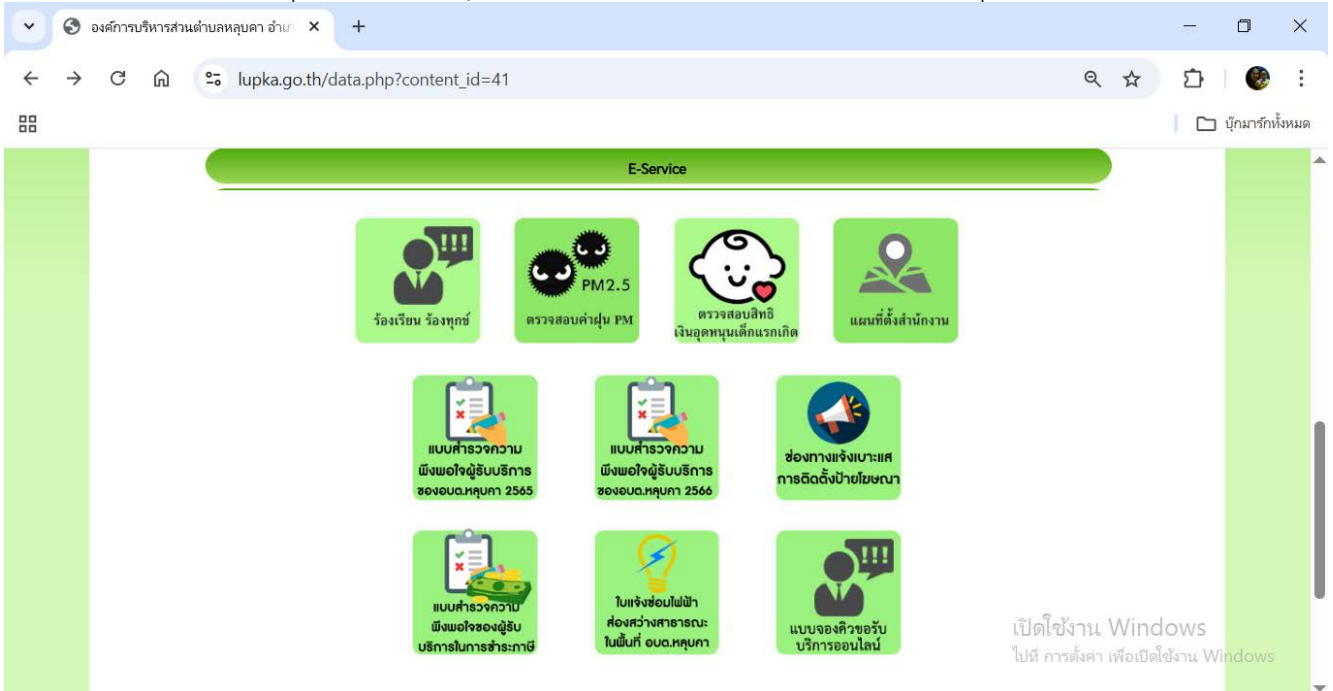 องค์การบริหารส่วนตำบลหลุบคา อำเภ
lupka.go.th/data.php?content_id=41
บุ๊กมาร์กทั้งหมด
E-Service
!!!
ร้องเรียน ร้องทุกข์
PM2.5
ตรวจสอบค่าฝุ่น PM
ตรวจสอบสิทธิ
เงินอุดหนุนเด็กแรกเกิด
แผนที่ตั้งสำนักงาน
แบบสำรวจความ
พึงพอใจผู้รับบริการ
ของอบต.หลุบคา 2565
แบบสำรวจความ
พึงพอใจผู้รับบริการ
ของอบต.หลุบคา 2566
ช่องทางแจ้งเบาะแส
การติดตั้งป้ายโฆษณา
แบบสำรวจความ
พึงพอใจของผู้รับ
บริการในการชำระภาษี
ใบแจ้งซ่อมไฟฟ้า
ส่องสว่างสาธารณะ
ในพื้นที่ อบต.หลุบคา
!!!
แบบจองคิวขอรับ
บริการออนไลน์
เปิดใช้งาน Windows
ไปที่ การตั้งค่า เพื่อเปิดใช้งาน Windows